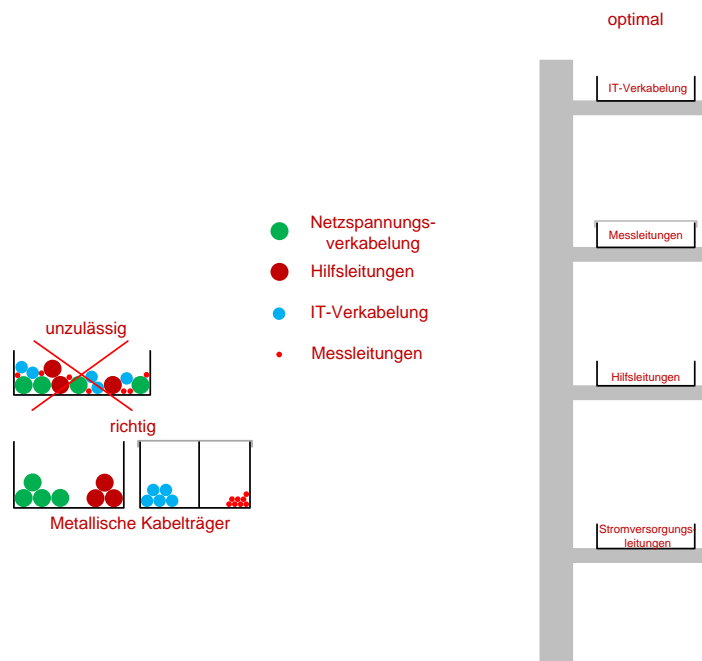 optimal
IT-Verkabelung
Netzspannungs-
verkabelung
Messleitungen
Hilfsleitungen
IT-Verkabelung
unzulässig
Messleitungen
Hilfsleitungen
richtig
Metallische Kabelträger
Stromversorgungs-
leitungen